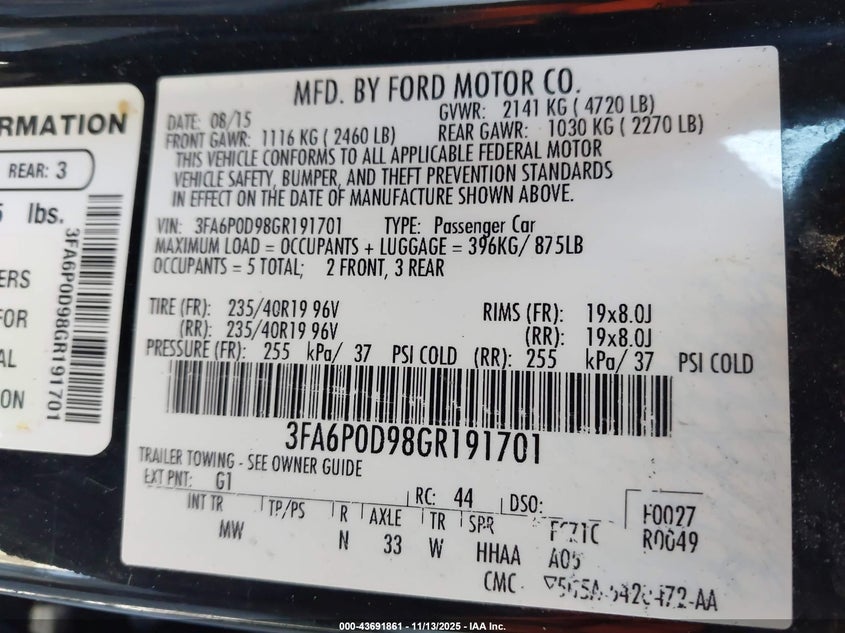 RMATION
REAR: 3
lbs.
ERS
FOR
AL
ON
3FA6P0D98GR191701
MFD. BY FORD MOTOR CO.
DATE: 08/15 GVWR: 2141 KG ( 4720 LB)
FRONT GAWR: 1116 KG ( 2460 LB) REAR GAWR: 1030 KG ( 2270 LB)
THIS VEHICLE CONFORMS TO ALL APPLICABLE FEDERAL MOTOR
VEHICLE SAFETY, BUMPER, AND THEFT PREVENTION STANDARDS
IN EFFECT ON THE DATE OF MANUFACTURE SHOWN ABOVE.
VIN: 3FA6P0D98GR191701 TYPE: Passenger Car
MAXIMUM LOAD = OCCUPANTS + LUGGAGE = 396KG/ 875LB
OCCUPANTS = 5 TOTAL; 2 FRONT, 3 REAR
TIRE (FR): 235/40R19 96V RIMS (FR): 19x8.0J
(RR): 235/40R19 96V (RR): 19x8.0J
PRESSURE (FR): 255 kPa/ 37 PSI COLD (RR): 255 kPa/ 37 PSI COLD
3FA6P0D98GR191701
TRAILER TOWING - SEE OWNER GUIDE
EXT PNT: G1 RC: 44 DSO: F0027
INT TR TP/PS R AXLE TR SPR R0049
MW N 33 W HHAA A05
CMC
000-43691861 - 11/13/2025 - IAA Inc.